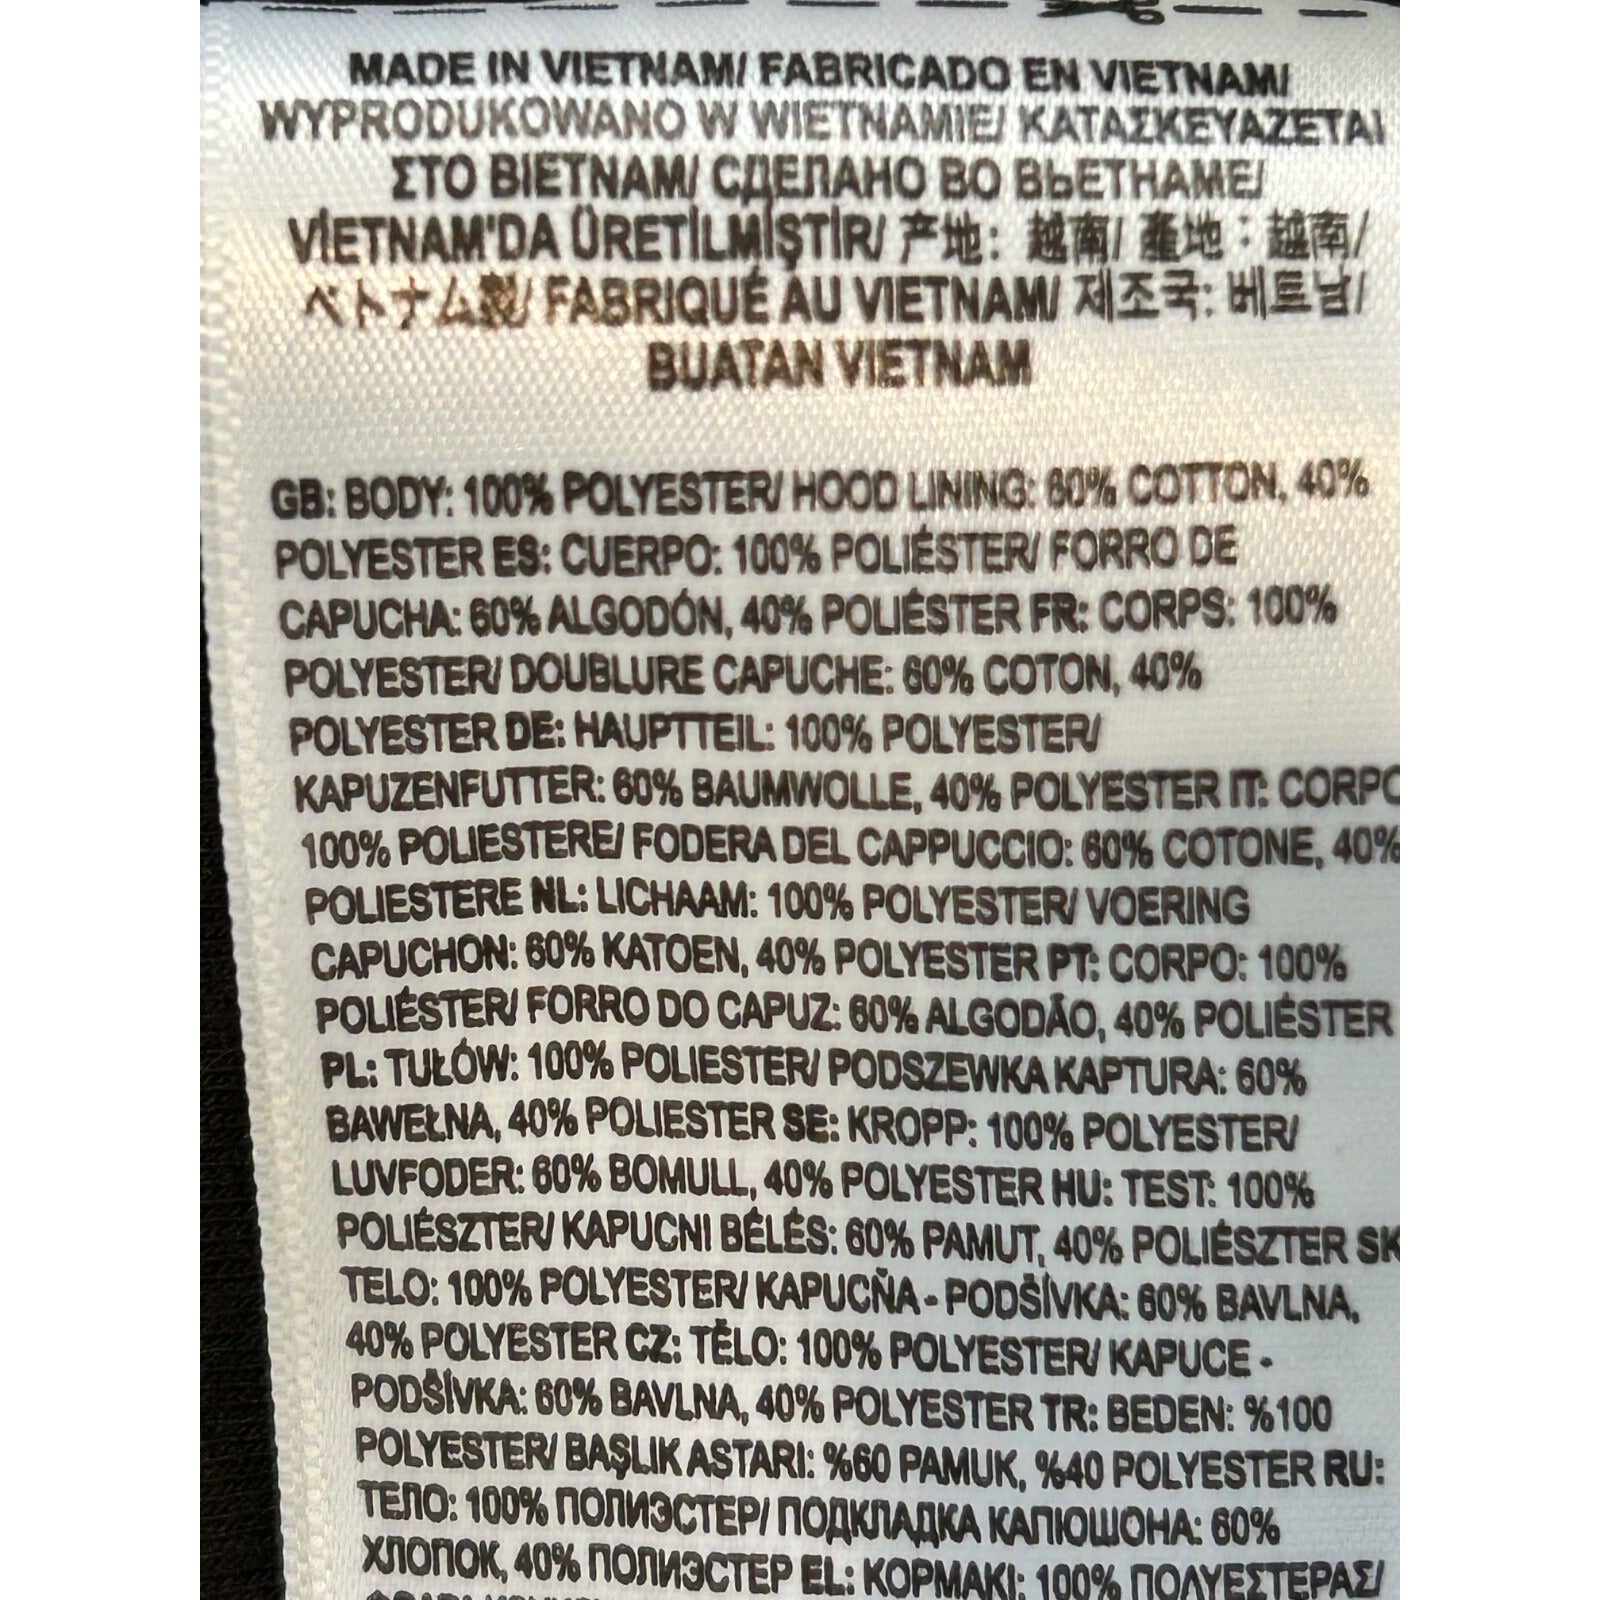 MADE IN VIETNAM/ FABRICADO EN VIETNAM/
WYPRODUKOWANO W WIETNAMIE/ ΚΑΤΑΣΚΕΥΑΖΕΤΑΙ
ΣΤΟ ΒΙΕΤΝΑΜ/ СДЕЛАНО ВО ВЬЕТНАМЕ/
VİETNAM'DA ÜRETİLMİŞTİR/ 产地: 越南/ 產地:越南/
ベトナム製/ FABRIQUÉ AU VIETNAM/ 제조국: 베트남/
BUATAN VIETNAM
GB: BODY: 100% POLYESTER/ HOOD LINING: 60% COTTON, 40%
POLYESTER ES: CUERPO: 100% POLIÉSTER/ FORRO DE
CAPUCHA: 60% ALGODÓN, 40% POLIÉSTER FR: CORPS: 100%
POLYESTER/ DOUBLURE CAPUCHE: 60% COTON, 40%
POLYESTER DE: HAUPTTEIL: 100% POLYESTER/
KAPUZENFUTTER: 60% BAUMWOLLE, 40% POLYESTER IT: CORPO
100% POLIESTERE/ FODERA DEL CAPPUCCIO: 60% COTONE, 40%
POLIESTERE NL: LICHAAM: 100% POLYESTER/ VOERING
CAPUCHON: 60% KATOEN, 40% POLYESTER PT: CORPO: 100%
POLIÉSTER/ FORRO DO CAPUZ: 60% ALGODÃO, 40% POLIÉSTER
PL: TUŁÓW: 100% POLIESTER/ PODSZEWKA KAPTURA: 60%
BAWEŁNA, 40% POLIESTER SE: KROPP: 100% POLYESTER/
LUVFODER: 60% BOMULL, 40% POLYESTER HU: TEST: 100%
POLIÉSZTER/ KAPUCNI BÉLÉS: 60% PAMUT, 40% POLIÉSZTER SK
TELO: 100% POLYESTER/ KAPUCŇA - PODŠÍVKA: 60% BAVLNA,
40% POLYESTER CZ: TĚLO: 100% POLYESTER/ KAPUCE -
PODŠÍVKA: 60% BAVLNA, 40% POLYESTER TR: BEDEN: %100
POLYESTER/ BAŞLIK ASTARI: %60 PAMUK, %40 POLYESTER RU:
ТЕЛО: 100% ПОЛИЭСТЕР/ ПОДКЛАДКА КАПЮШОНА: 60%
ХЛОПОК, 40% ПОЛИЭСТЕР EL: ΚΟΡΜΑΚΙ: 100% ΠΟΛΥΕΣΤΕΡΑΣ/